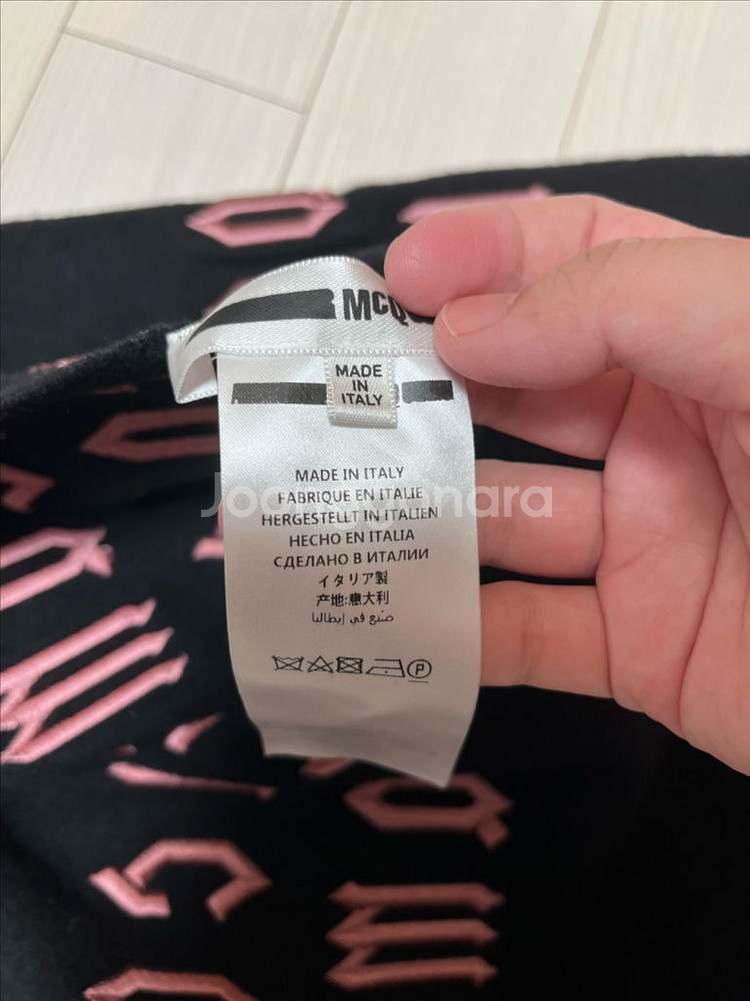 MCQ
MADE
IN
ITALY
MADE IN ITALY
FABRIQUE EN ITALIE
HERGESTELLT IN ITALIEN
HECHO EN ITALIA
СДЕЛАНО В ИТАЛИИ
イタリア製
产地:意大利
صنع في إيطاليا
P
Joonggonara